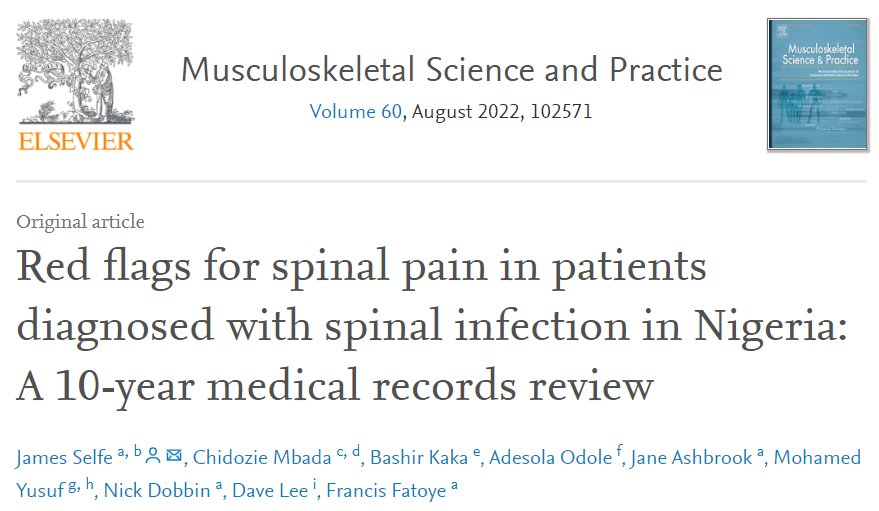 Musculoskeletal Science and Practice
Volume 60, August 2022, 102571
ELSEVIER
Musculoskeletal
Science & Practice
Original article
Red flags for spinal pain in patients
diagnosed with spinal infection in Nigeria:
A 10-year medical records review
James Selfe a, b, Chidozie Mbada c, d, Bashir Kaka e, Adesola Odole f, Jane Ashbrook a, Mohamed
Yusuf g, h, Nick Dobbin a, Dave Lee i, Francis Fatoye a